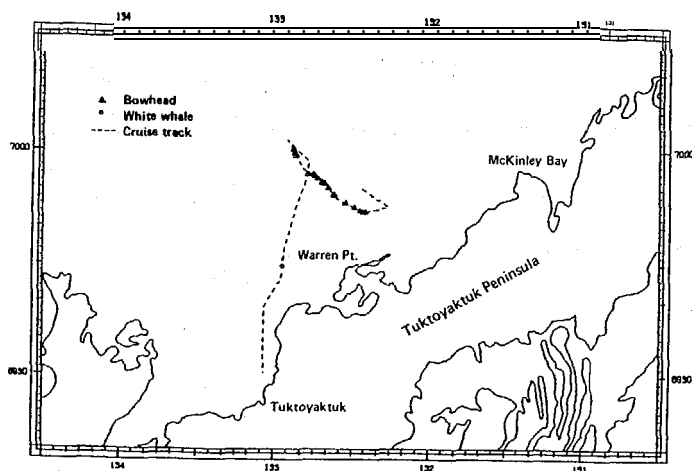 134 133 132 131
Bowhead
White whale
Cruise track
7000 7000
McKinley Bay
Warren Pt.
Tuktoyaktuk Peninsula
6930 6930
Tuktoyaktuk
134 133 132 131